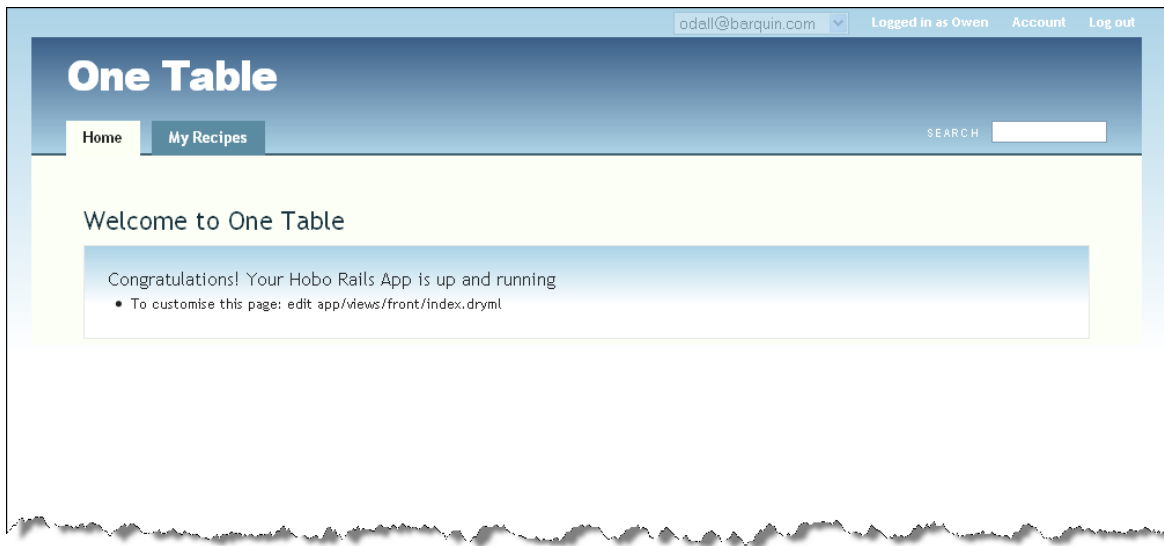 odall@barquin.com Logged in as Owen Account Log out
One Table
Home My Recipes SEARCH
Welcome to One Table
Congratulations! Your Hobo Rails App is up and running
• To customise this page: edit app/views/front/index.dryml